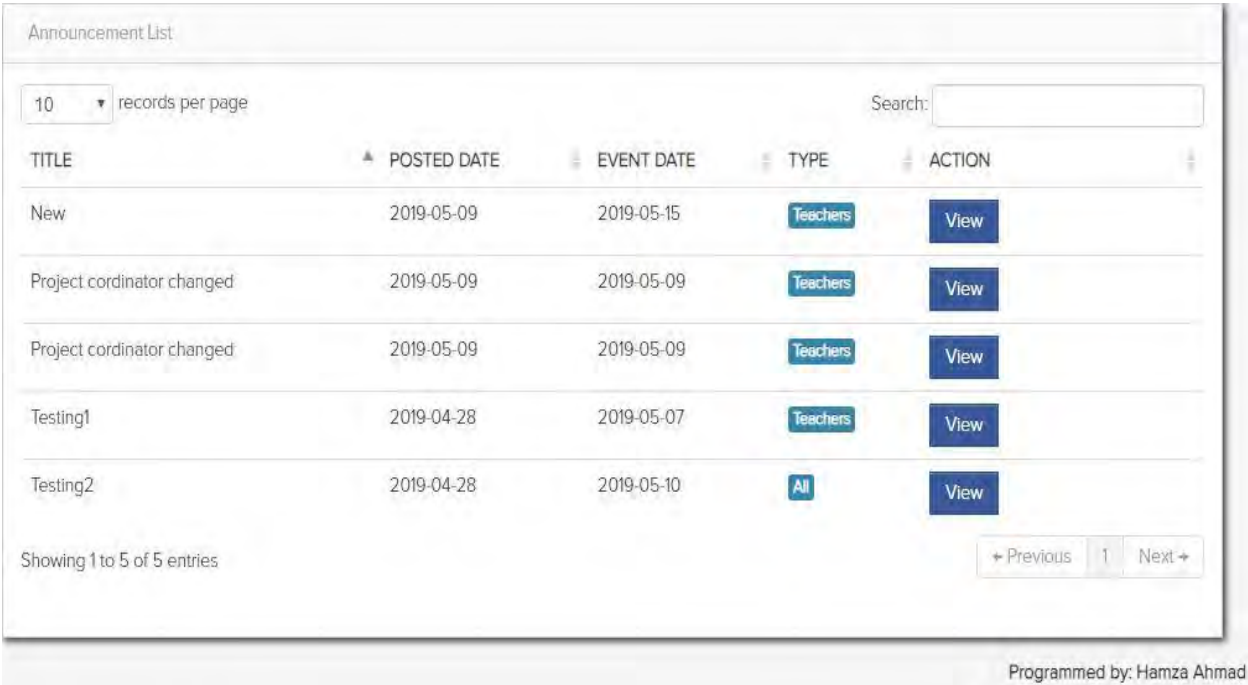 Announcement List
10 records per page Search:
TITLE POSTED DATE EVENT DATE TYPE ACTION
New 2019-05-09 2019-05-15 Teachers View
Project cordinator changed 2019-05-09 2019-05-09 Teachers View
Project cordinator changed 2019-05-09 2019-05-09 Teachers View
Testing1 2019-04-28 2019-05-07 Teachers View
Testing2 2019-04-28 2019-05-10 All View
Showing 1 to 5 of 5 entries ← Previous 1 Next →
Programmed by: Hamza Ahmad